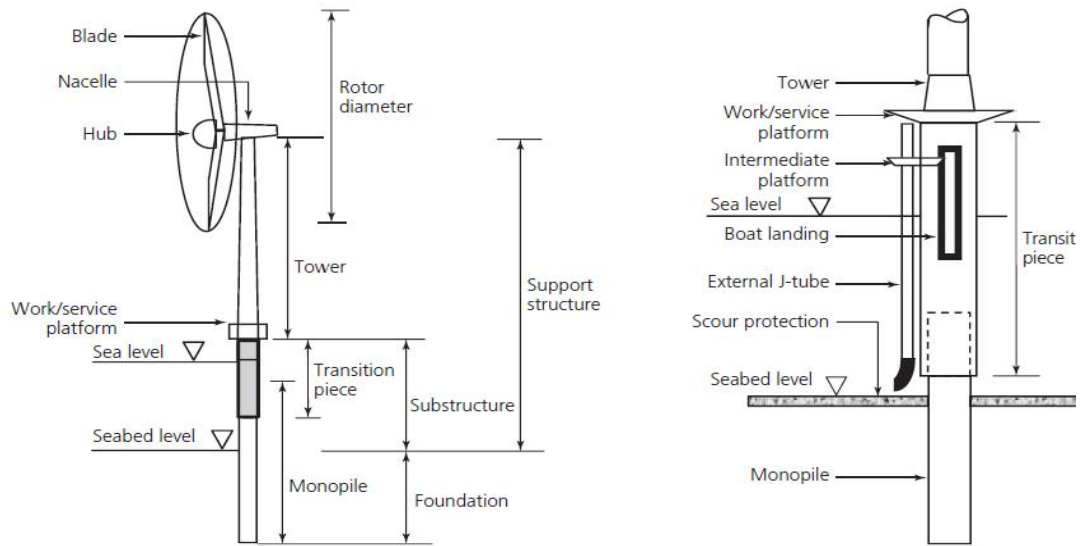 Blade
Nacelle
Hub
Rotor
diameter
Tower
Support
structure
Work/service
platform
Sea level
Transition
piece
Substructure
Seabed level
Monopile
Foundation
Tower
Work/service
platform
Intermediate
platform
Sea level
Boat landing
Transit
piece
External J-tube
Scour protection
Seabed level
Monopile